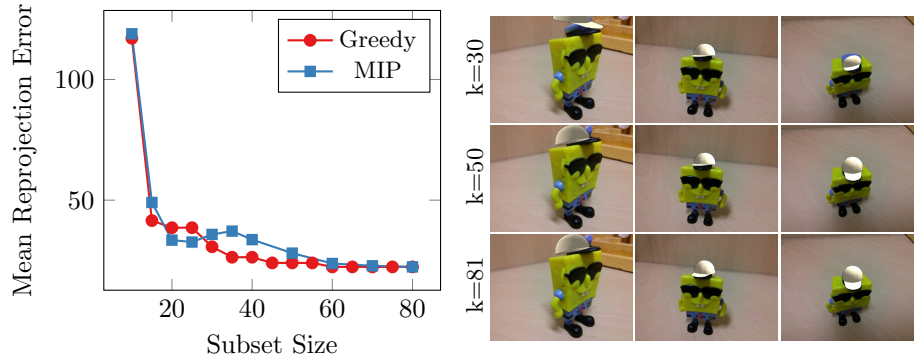 Mean Reprojection Error
100
50
20
40
60
80
Subset Size
Greedy
MIP
k=30
k=50
k=81